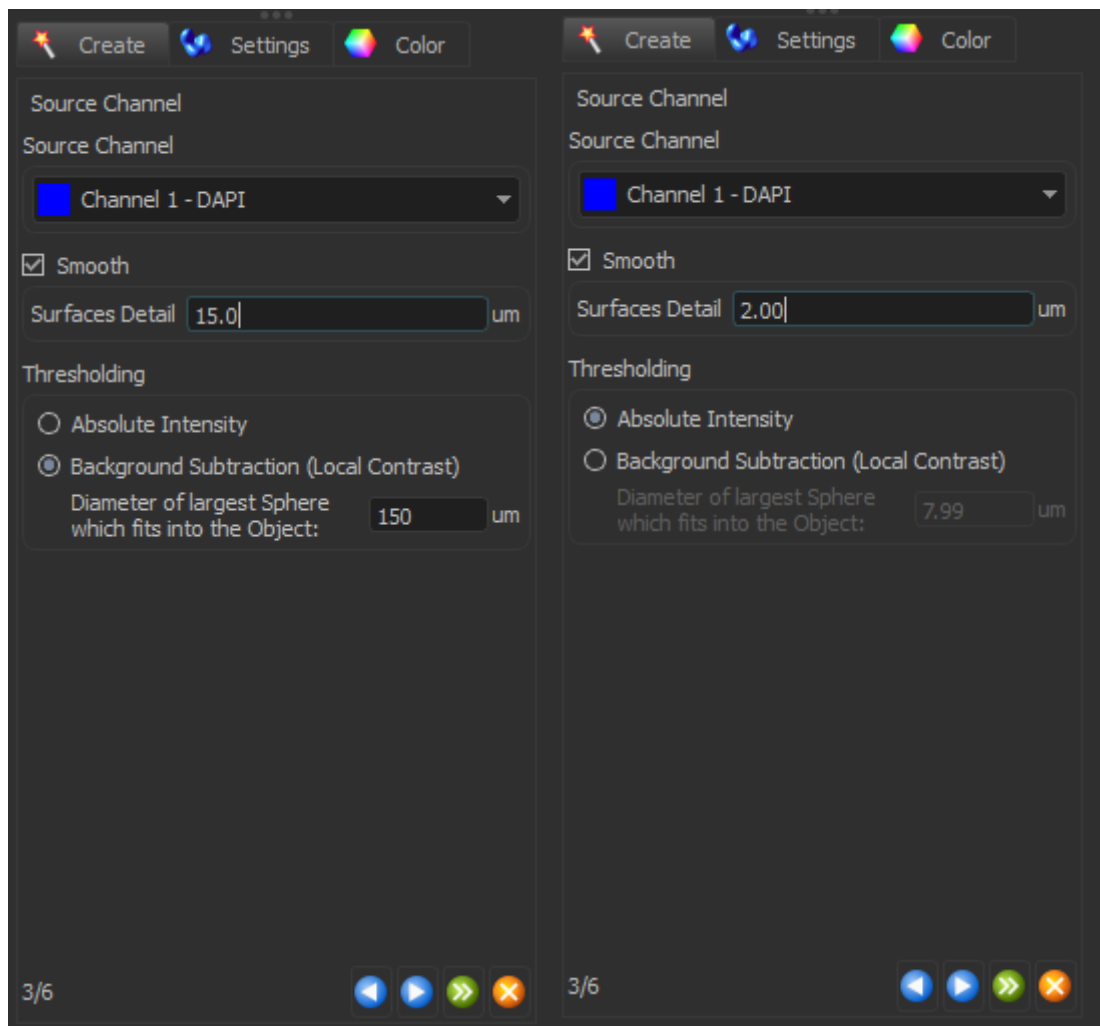 Create Settings Color
Source Channel
Source Channel
Channel 1 - DAPI
Smooth
Surfaces Detail 15.0 um
Thresholding
Absolute Intensity
Background Subtraction (Local Contrast)
Diameter of largest Sphere
which fits into the Object: 150 um
3/6
Create Settings Color
Source Channel
Source Channel
Channel 1 - DAPI
Smooth
Surfaces Detail 2.00 um
Thresholding
Absolute Intensity
Background Subtraction (Local Contrast)
Diameter of largest Sphere
which fits into the Object: 7.99 um
3/6